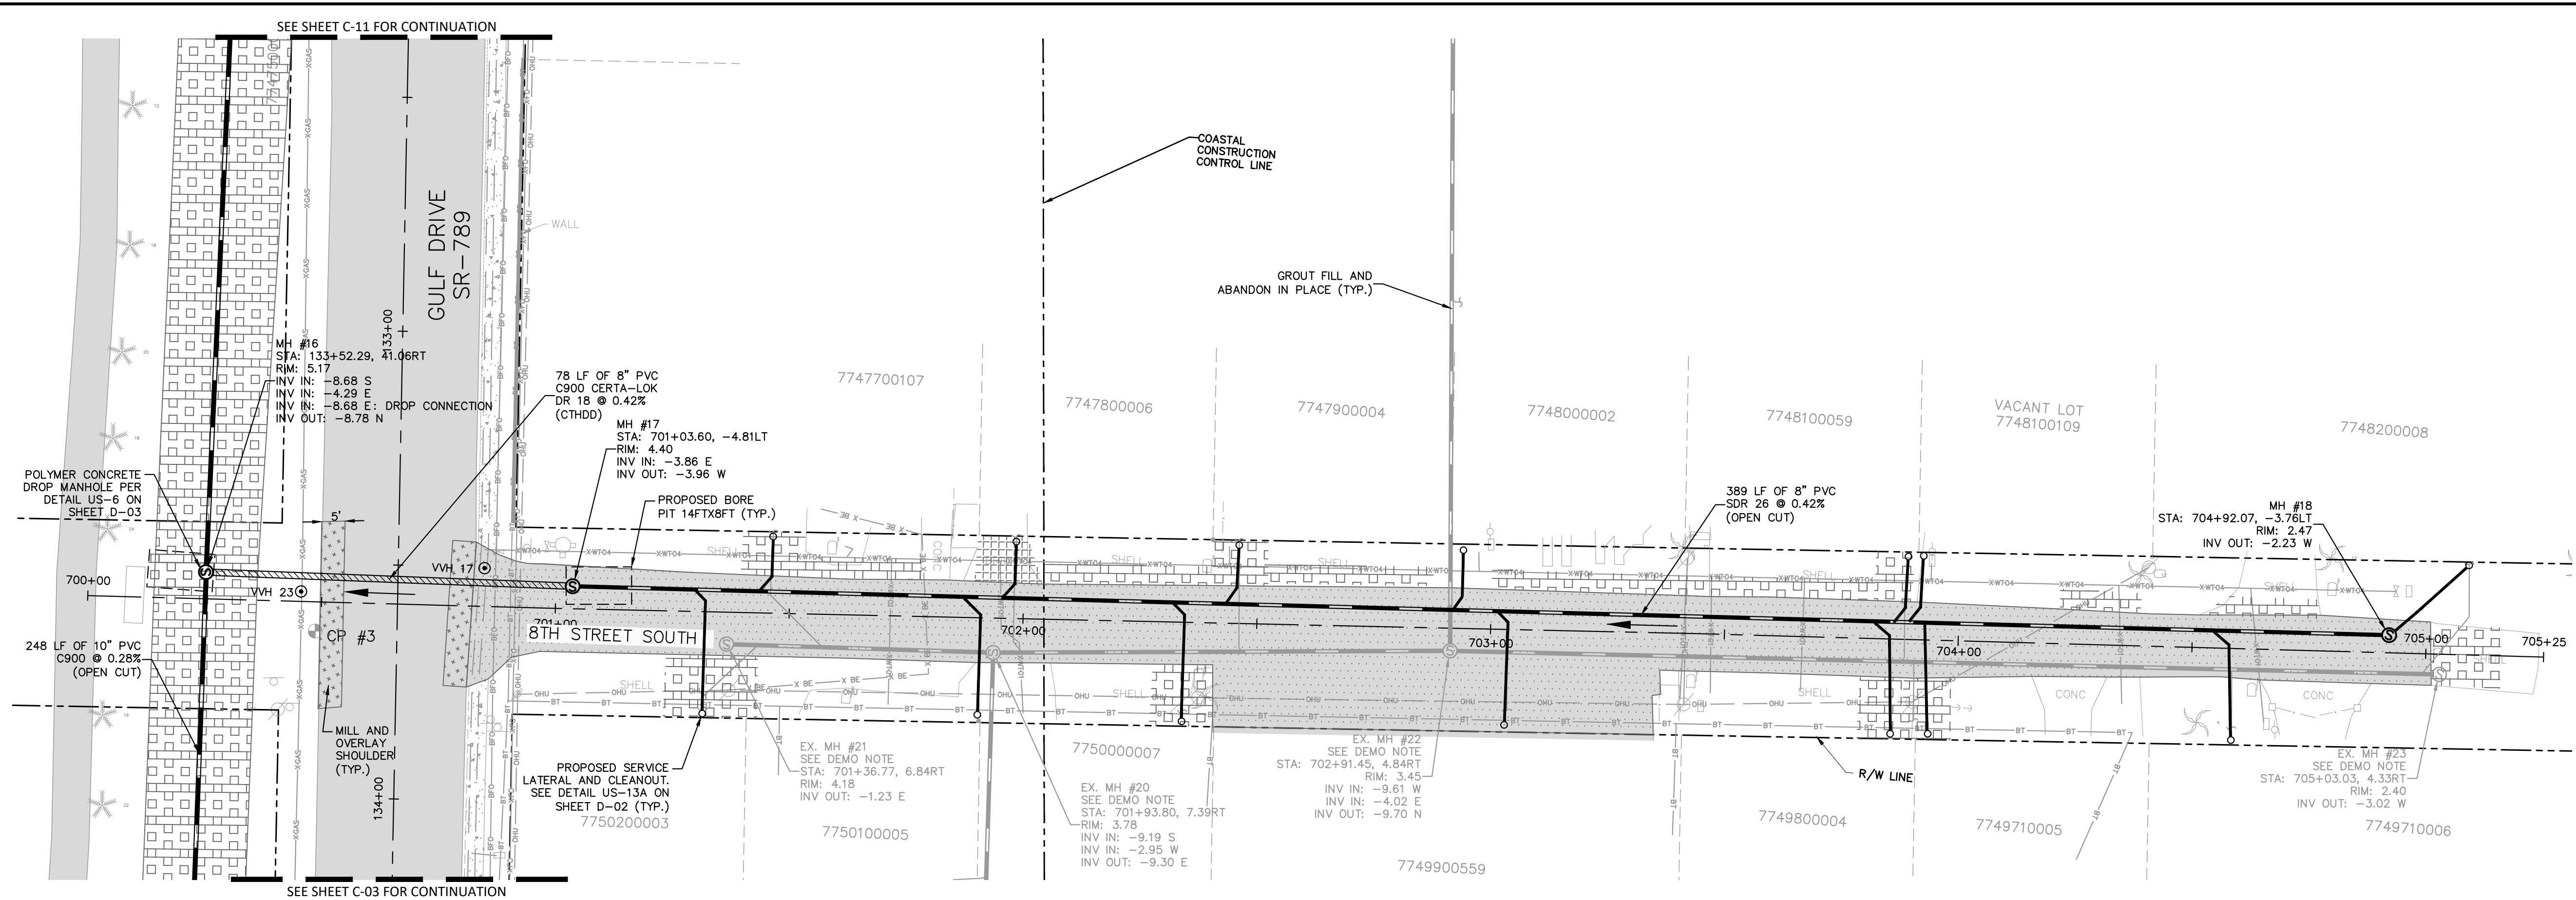 SEE SHEET C-11 FOR CONTINUATION
GULF DRIVE
SR-789
WALL
COASTAL
CONSTRUCTION
CONTROL LINE
GROUT FILL AND
ABANDON IN PLACE (TYP.)
133+00
MH #16
STA: 133+52.29, 41.06RT
RIM: 5.17
INV IN: -8.68 S
INV IN: -4.29 E
INV IN: -8.68 E: DROP CONNECTION
INV OUT: -8.78 N
78 LF OF 8" PVC
C900 CERTA-LOK
DR 18 @ 0.42%
(CTHDD)
MH #17
STA: 701+03.60, -4.81LT
RIM: 4.40
INV IN: -3.86 E
INV OUT: -3.96 W
7747700107
7747800006
7747900004
7748000002
7748100059
VACANT LOT
7748100109
7748200008
POLYMER CONCRETE
DROP MANHOLE PER
DETAIL US-6 ON
SHEET D-03
PROPOSED BORE
PIT 14FTX8FT (TYP.)
389 LF OF 8" PVC
SDR 26 @ 0.42%
(OPEN CUT)
MH #18
STA: 704+92.07, -3.76LT
RIM: 2.47
INV OUT: -2.23 W
5'
VVH 17
VVH 23
700+00
701+00
702+00
703+00
704+00
705+00
705+25
CP #3
8TH STREET SOUTH
SHELL
SHELL
SHELL
SHELL
SHELL
SHELL
SHELL
SHELL
SHELL
SHELL
CONC
CONC
CONC
248 LF OF 10" PVC
C900 @ 0.28%
(OPEN CUT)
MILL AND
OVERLAY
SHOULDER
(TYP.)
134+00
PROPOSED SERVICE
LATERAL AND CLEANOUT.
SEE DETAIL US-13A ON
SHEET D-02 (TYP.)
7750200003
EX. MH #21
SEE DEMO NOTE
STA: 701+36.77, 6.84RT
RIM: 4.18
INV OUT: -1.23 E
7750100005
7750000007
EX. MH #20
SEE DEMO NOTE
STA: 701+93.80, 7.39RT
RIM: 3.78
INV IN: -9.19 S
INV IN: -2.95 W
INV OUT: -9.30 E
EX. MH #22
SEE DEMO NOTE
STA: 702+91.45, 4.84RT
RIM: 3.45
INV IN: -9.61 W
INV IN: -4.02 E
INV OUT: -9.70 N
7749900559
R/W LINE
7749800004
7749710005
EX. MH #23
SEE DEMO NOTE
STA: 705+03.03, 4.33RT
RIM: 2.40
INV OUT: -3.02 W
7749710006
SEE SHEET C-03 FOR CONTINUATION